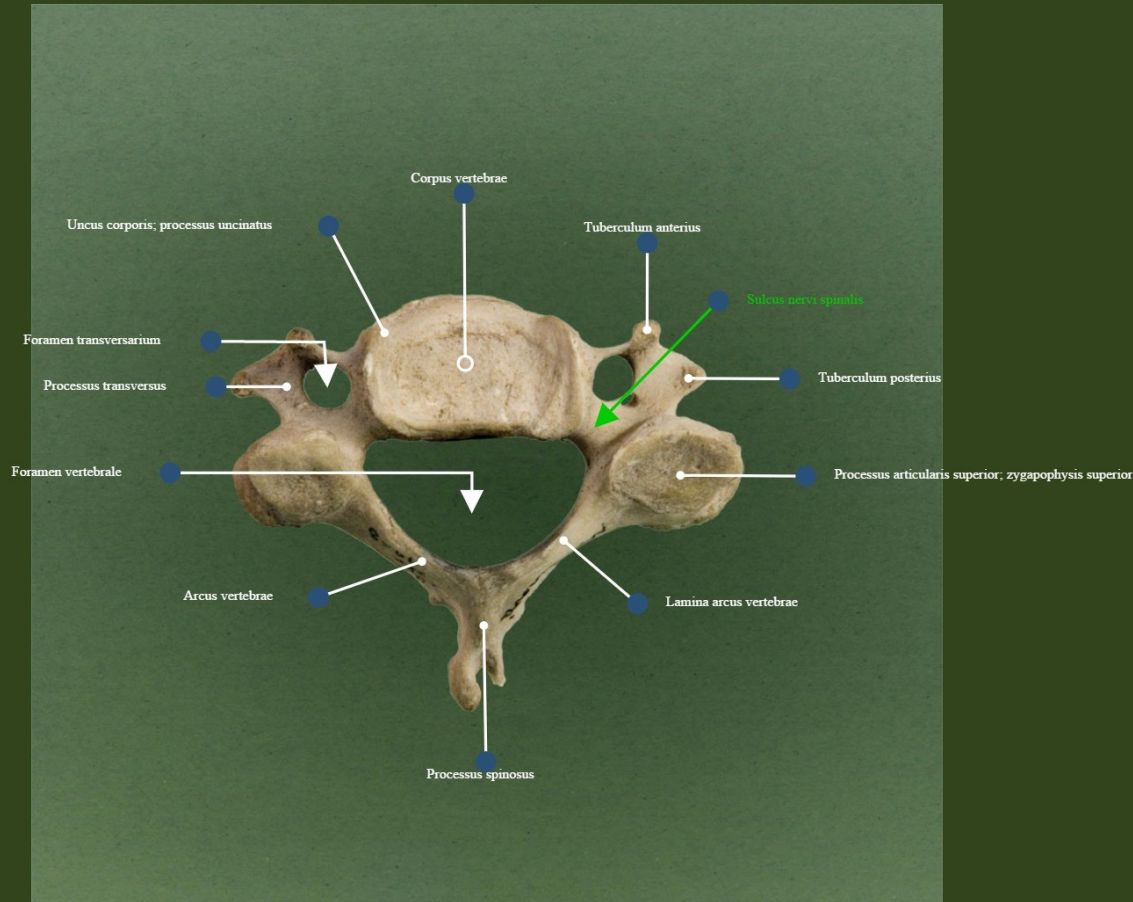 Corpus vertebrae
Uncus corporis; processus uncinatus
Tuberculum anterius
Sulcus nervi spinalis
Foramen transversarium
Processus transversus
Tuberculum posterius
Foramen vertebrale
Processus articularis superior; zygapophysis superior
Arcus vertebrae
Lamina arcus vertebrae
Processus spinosus